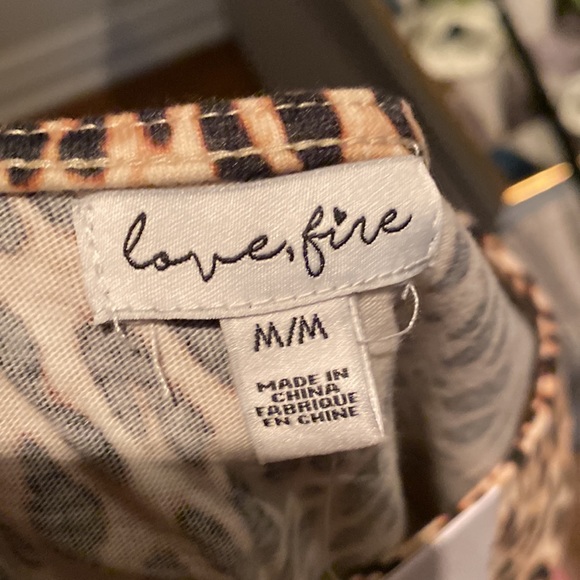 love, fire
M/M
MADE IN
CHINA
FABRIQUE
EN CHINE